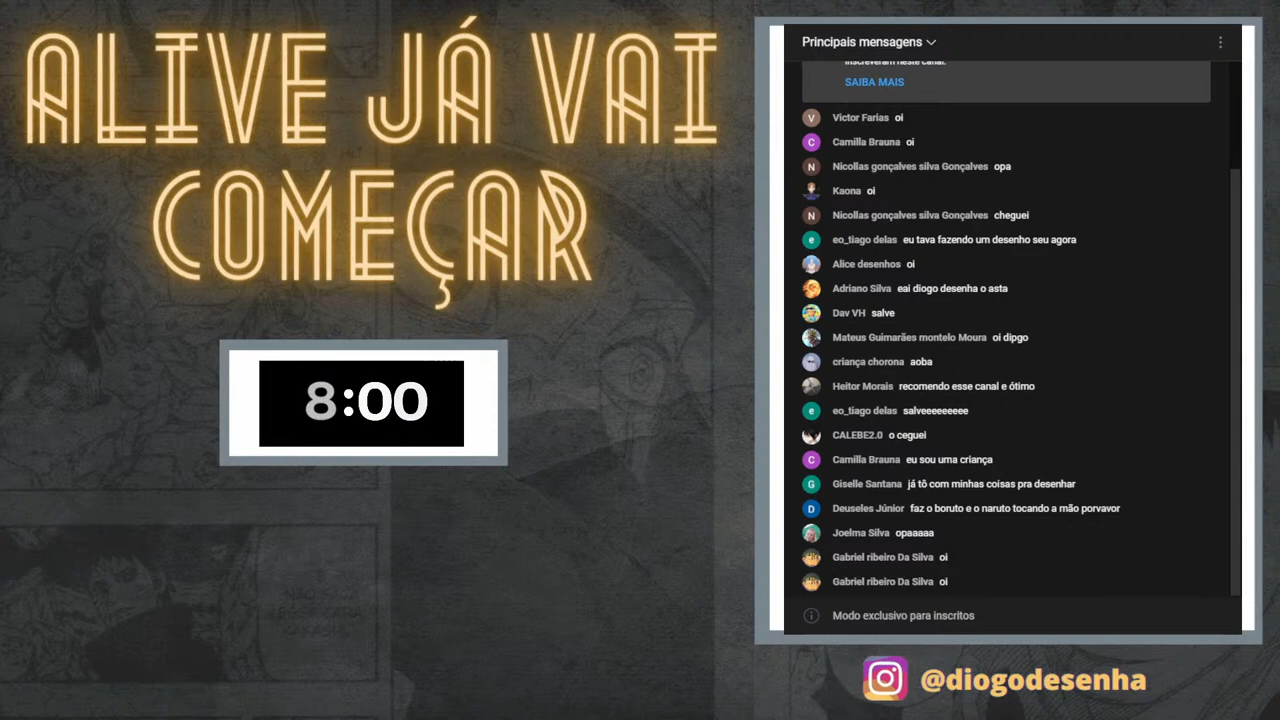 ALIVE JÁ VAI
COMEÇAR
8:00
Principais mensagens
inscreveram neste canal.
SAIBA MAIS
V Victor Farias oi
C Camilla Brauna oi
N Nicollas gonçalves silva Gonçalves opa
Kaona oi
N Nicollas gonçalves silva Gonçalves cheguei
e eo_tiago delas eu tava fazendo um desenho seu agora
Alice desenhos oi
Adriano Silva eai diogo desenha o asta
Dav VH salve
Mateus Guimarães montelo Moura oi dipgo
criança chorona aoba
Heitor Morais recomendo esse canal e ótimo
e eo_tiago delas salveeeeeeeee
CALEBE2.0 o ceguei
C Camilla Brauna eu sou uma criança
G Giselle Santana já tô com minhas coisas pra desenhar
D Deuseles Júnior faz o boruto e o naruto tocando a mão porvavor
Joelma Silva opaaaaa
Gabriel ribeiro Da Silva oi
Gabriel ribeiro Da Silva oi
Modo exclusivo para inscritos
@diogodesenha